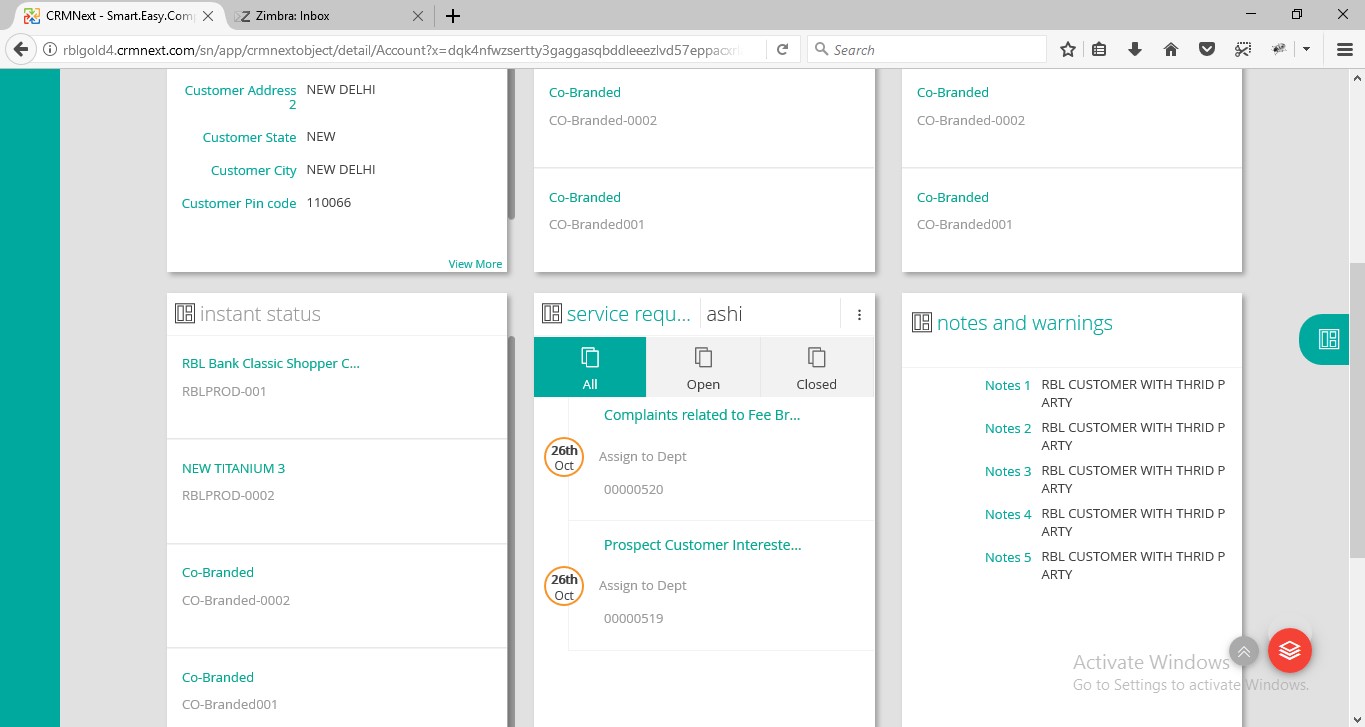 CRMNext - Smart.Easy.Com
Zimbra: Inbox
rblgold4.crmnext.com/sn/app/crmnextobject/detail/Account?x=dqk4nfwzsertty3gaggasqbddleeezlvd57eppacxr
Search
Customer Address 2
NEW DELHI
Customer State
NEW
Customer City
NEW DELHI
Customer Pin code
110066
View More
Co-Branded
CO-Branded-0002
Co-Branded
CO-Branded001
Co-Branded
CO-Branded-0002
Co-Branded
CO-Branded001
instant status
RBL Bank Classic Shopper C...
RBLPROD-001
NEW TITANIUM 3
RBLPROD-0002
Co-Branded
CO-Branded-0002
Co-Branded
CO-Branded001
service requ...
ashi
All
Open
Closed
Complaints related to Fee Br...
26th
Oct
Assign to Dept
00000520
Prospect Customer Intereste...
26th
Oct
Assign to Dept
00000519
notes and warnings
Notes 1
RBL CUSTOMER WITH THRID P
ARTY
Notes 2
RBL CUSTOMER WITH THRID P
ARTY
Notes 3
RBL CUSTOMER WITH THRID P
ARTY
Notes 4
RBL CUSTOMER WITH THRID P
ARTY
Notes 5
RBL CUSTOMER WITH THRID P
ARTY
Activate Windows
Go to Settings to activate Windows.